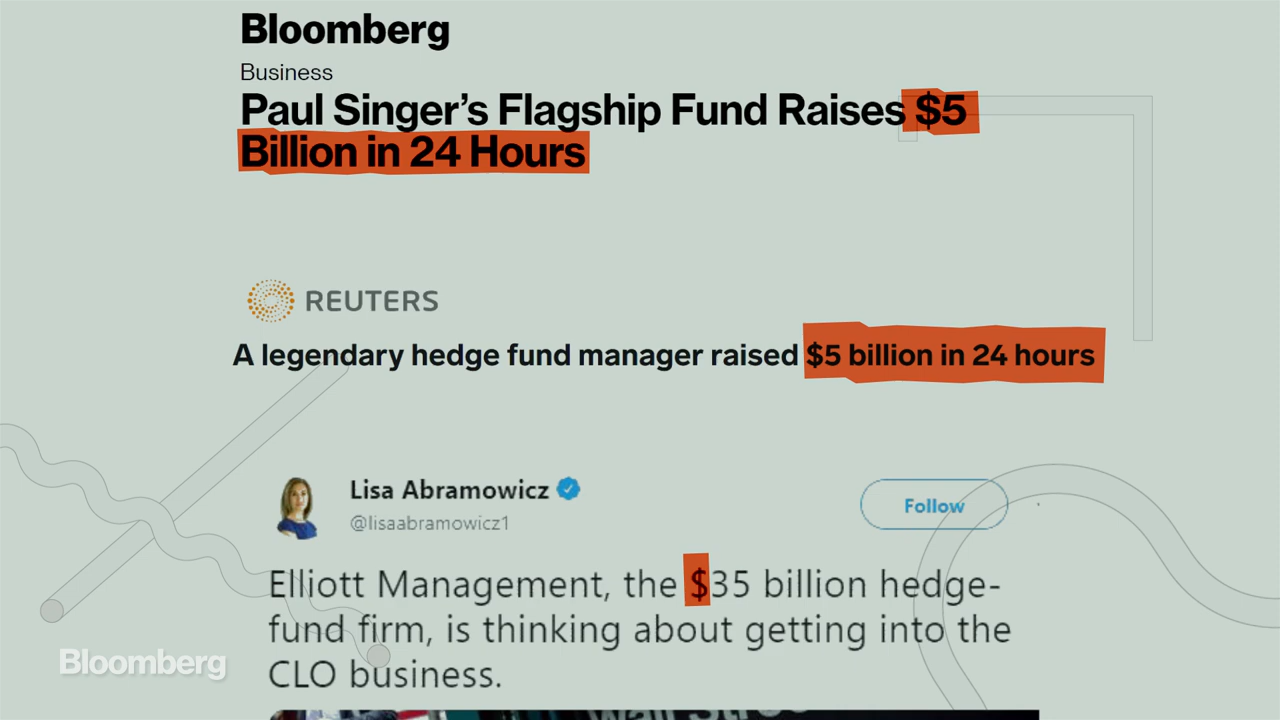 Bloomberg
Business
Paul Singer's Flagship Fund Raises $5
Billion in 24 Hours
REUTERS
A legendary hedge fund manager raised $5 billion in 24 hours
Lisa Abramowicz
@lisaabramowicz1
Follow
Elliott Management, the $35 billion hedge-
fund firm, is thinking about getting into the
CLO business.
Bloomberg
Wall Street